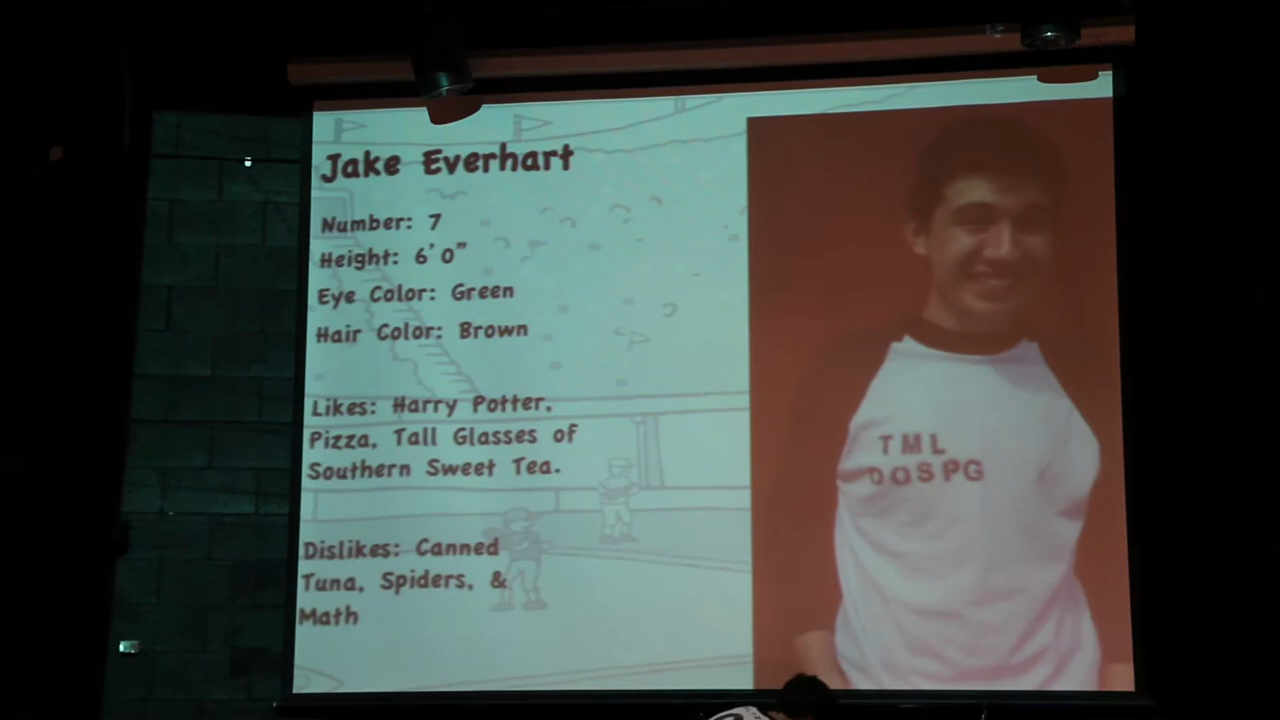 Jake Everhart
Number: 7
Height: 6'0"
Eye Color: Green
Hair Color: Brown
Likes: Harry Potter,
Pizza, Tall Glasses of
Southern Sweet Tea.
Dislikes: Canned
Tuna, Spiders, &
Math
TML
DOSPG